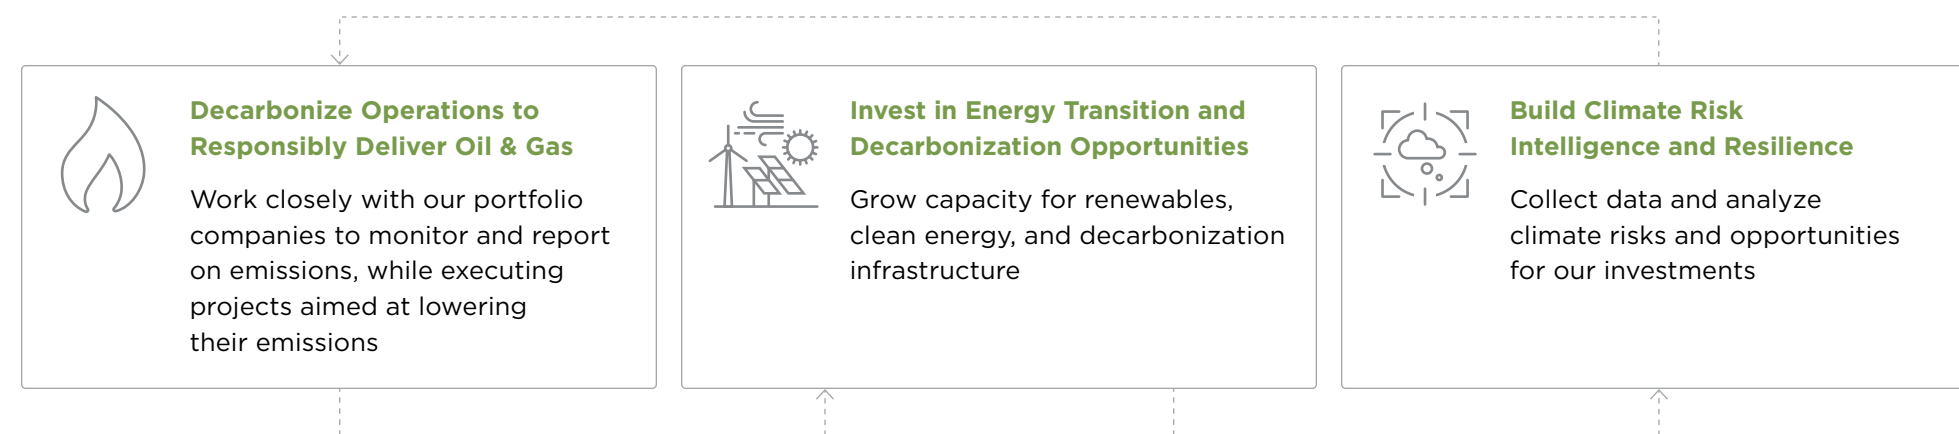 Decarbonize Operations to
Responsibly Deliver Oil & Gas
Work closely with our portfolio
companies to monitor and report
on emissions, while executing
projects aimed at lowering
their emissions
Invest in Energy Transition and
Decarbonization Opportunities
Grow capacity for renewables,
clean energy, and decarbonization
infrastructure
Build Climate Risk
Intelligence and Resilience
Collect data and analyze
climate risks and opportunities
for our investments